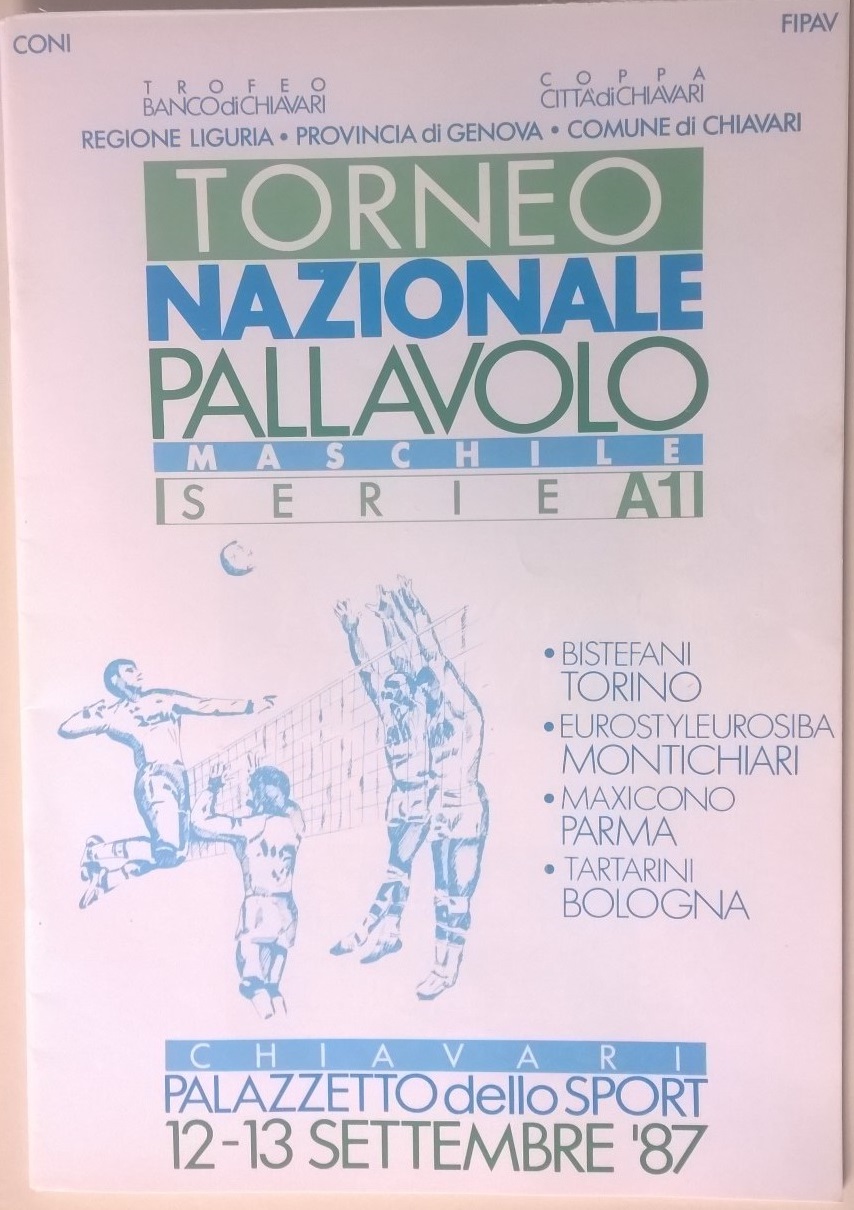 CONI
FIPAV
TROFEO
BANCO di CHIAVARI
COPPA
CITTÀ di CHIAVARI
REGIONE LIGURIA • PROVINCIA di GENOVA • COMUNE di CHIAVARI
TORNEO
NAZIONALE
PALLAVOLO
MASCHILE
SERIE A1
• BISTEFANI
TORINO
• EUROSTYLEUROSIBA
MONTICHIARI
• MAXICONO
PARMA
• TARTARINI
BOLOGNA
CHIAVARI
PALAZZETTO dello SPORT
12-13 SETTEMBRE '87